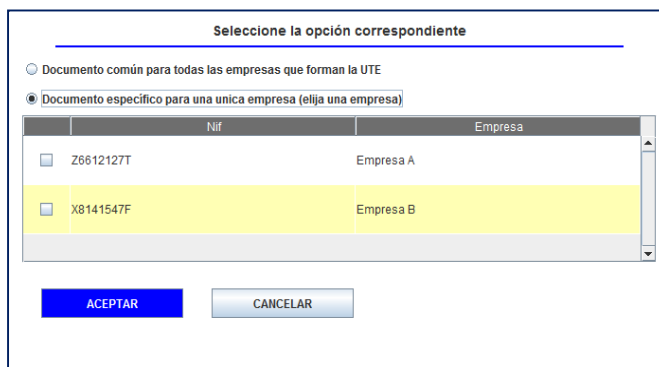 Seleccione la opción correspondiente
Documento común para todas las empresas que forman la UTE
Documento específico para una unica empresa (elija una empresa)
Nif Empresa
Z6612127T Empresa A
X8141547F Empresa B
ACEPTAR CANCELAR